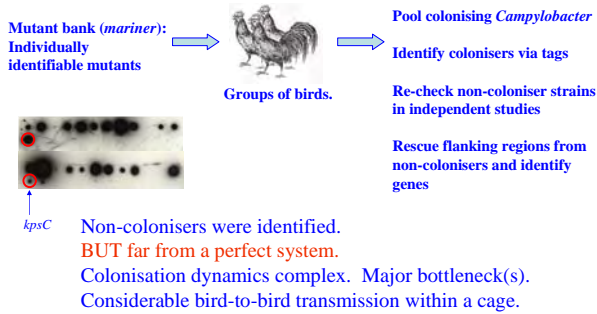 Mutant bank (mariner):
Individually
identifiable mutants
Groups of birds.
Pool colonising Campylobacter
Identify colonisers via tags
Re-check non-coloniser strains
in independent studies
Rescue flanking regions from
non-colonisers and identify
genes
kpsC
Non-colonisers were identified.
BUT far from a perfect system.
Colonisation dynamics complex.  Major bottleneck(s).
Considerable bird-to-bird transmission within a cage.